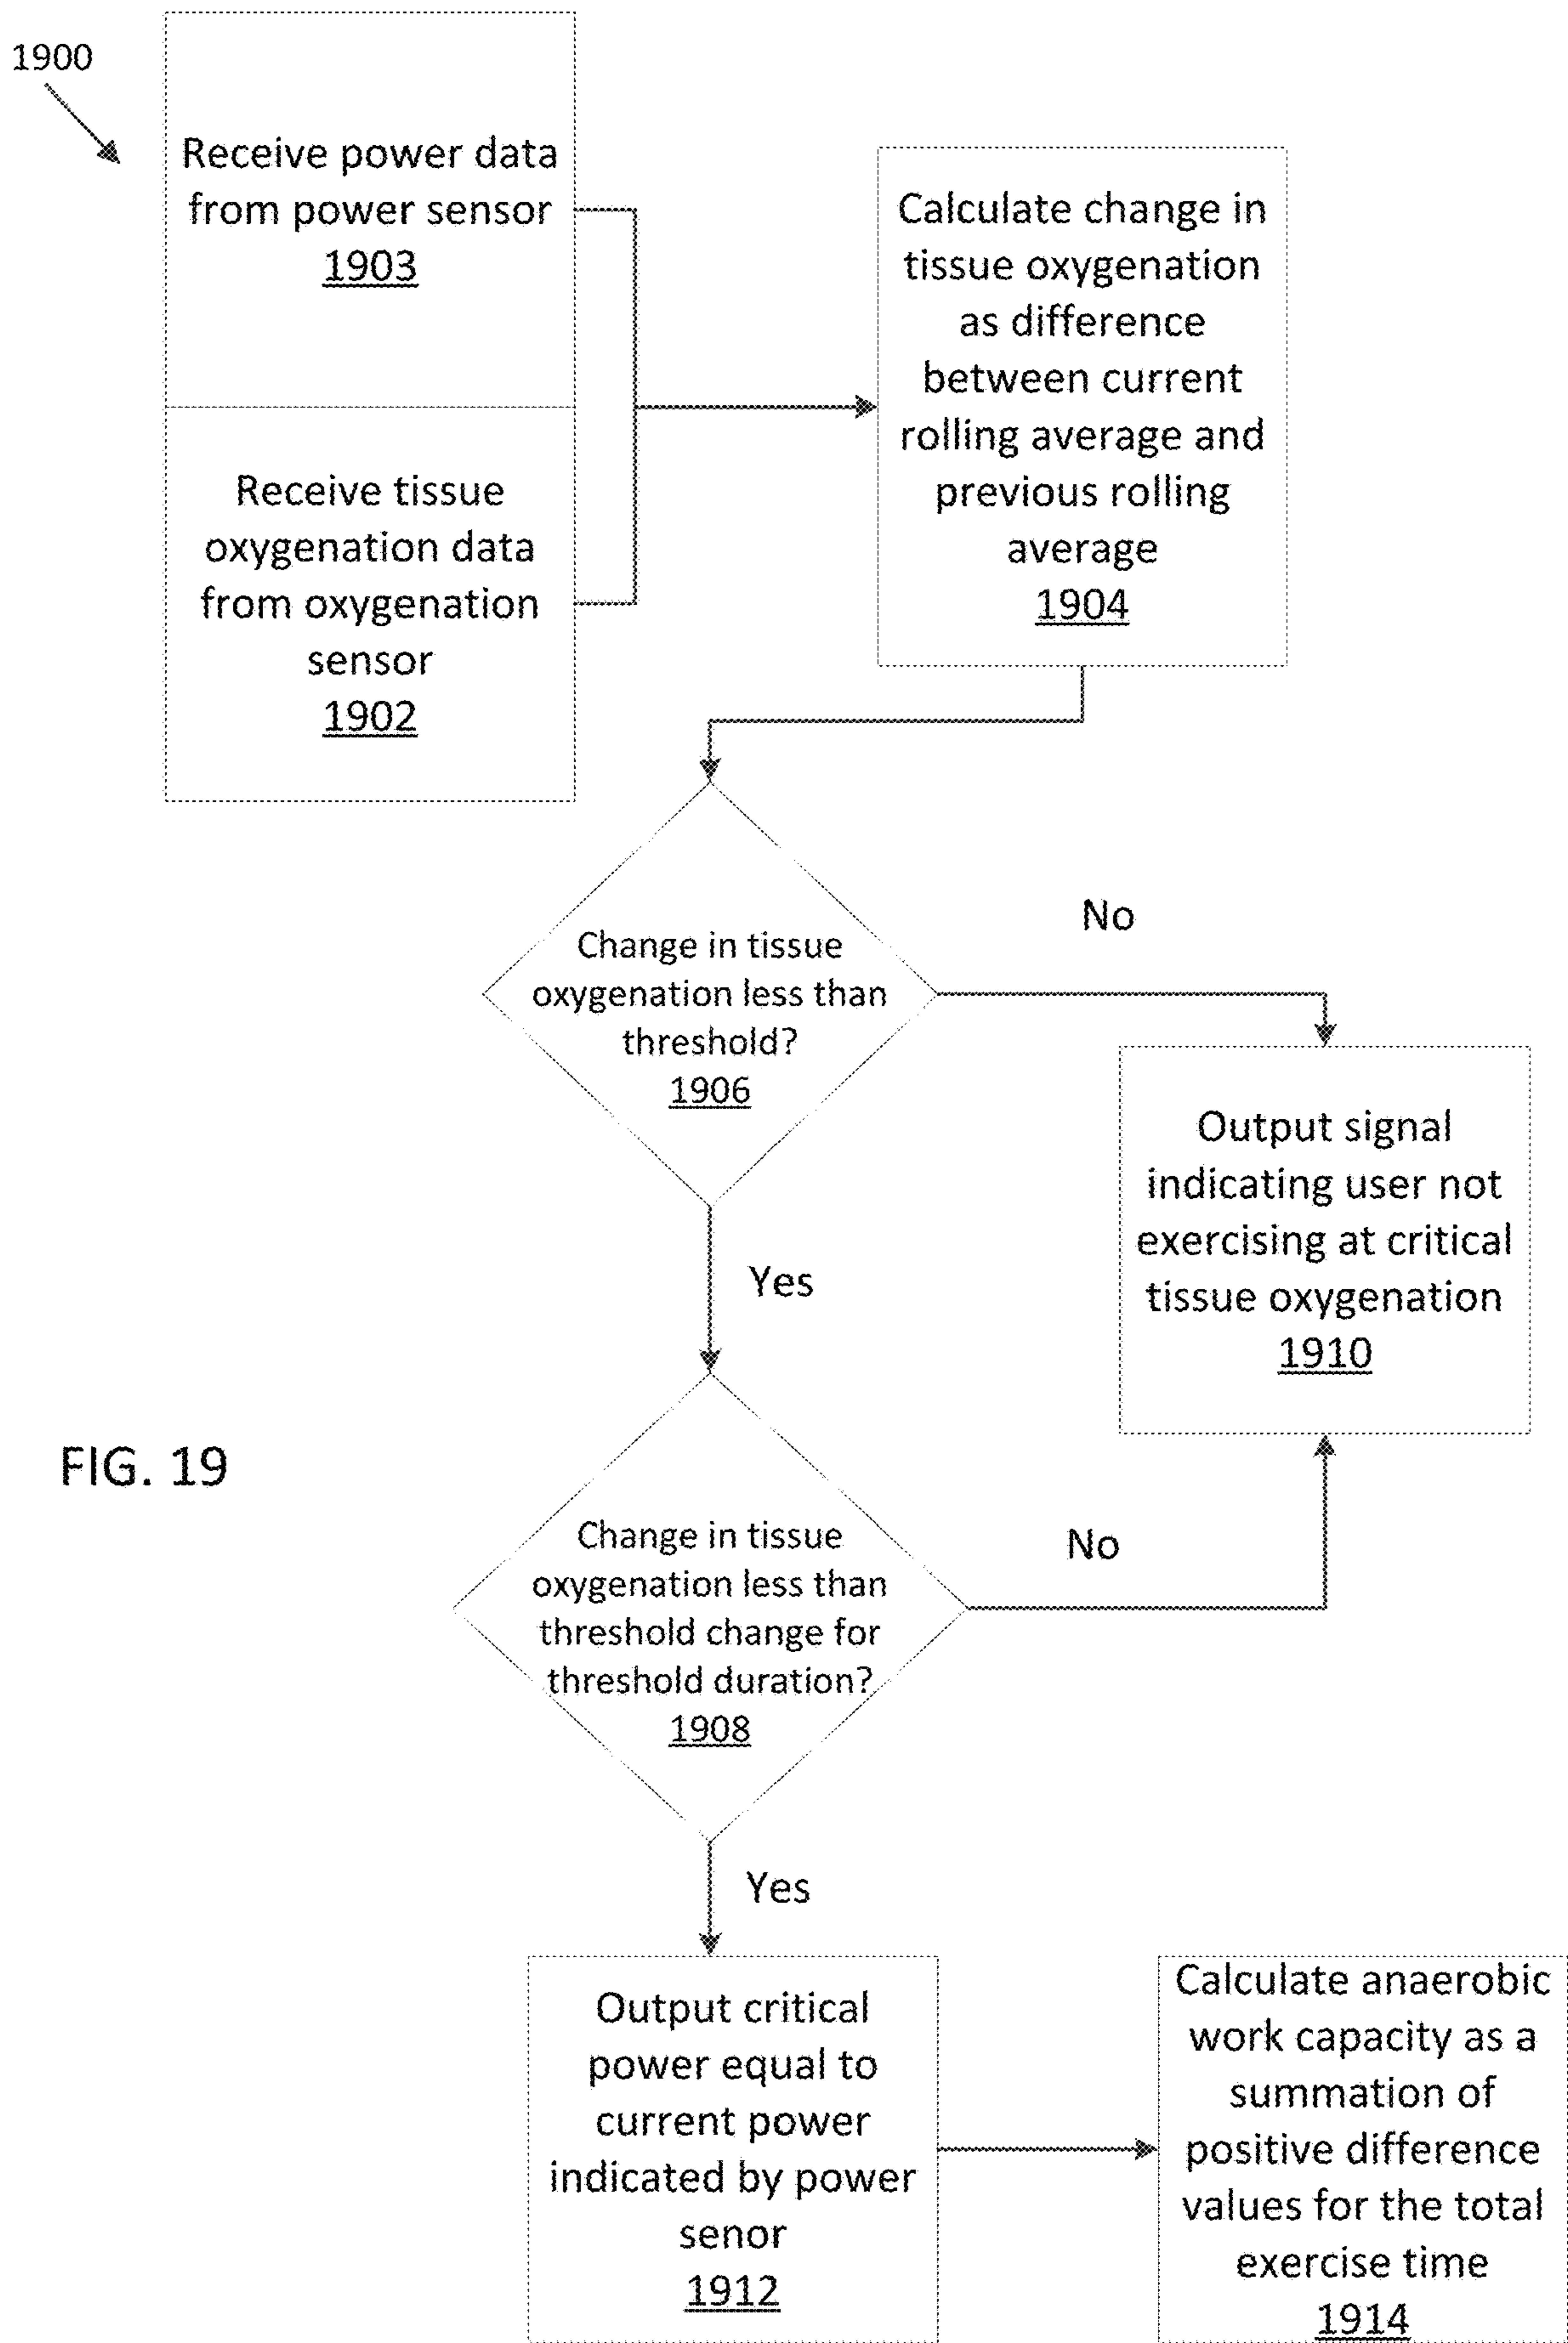 1900
Receive power data
from power sensor
1903
Receive tissue
oxygenation data
from oxygenation
sensor
1902
Calculate change in
tissue oxygenation
as difference
between current
rolling average and
previous rolling
average
1904
Change in tissue
oxygenation less than
threshold?
1906
No
Yes
Output signal
indicating user not
exercising at critical
tissue oxygenation
1910
FIG. 19
Change in tissue
oxygenation less than
threshold change for
threshold duration?
1908
No
Yes
Output critical
power equal to
current power
indicated by power
senor
1912
Calculate anaerobic
work capacity as a
summation of
positive difference
values for the total
exercise time
1914